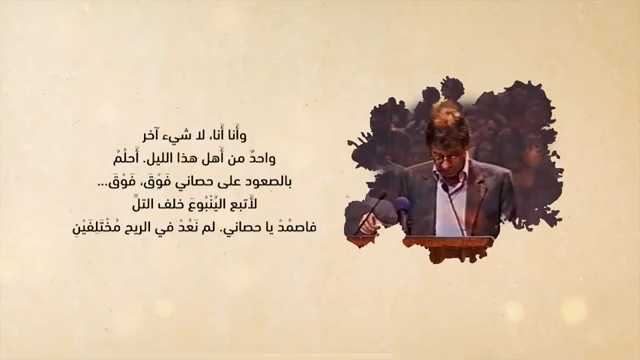 وأَنا أَنا، لا شيء آخر
واحدٌ من أَهل هذا الليل. أَحلُمُ
بالصعود على حصاني فَوْقَ، فَوْقَ...
لأَتبع اليُنْبُوعَ خلف التلِّ
فاصمُدْ يا حصاني. لم نَعُدْ في الريح مُخْتَلِفَيْنِ